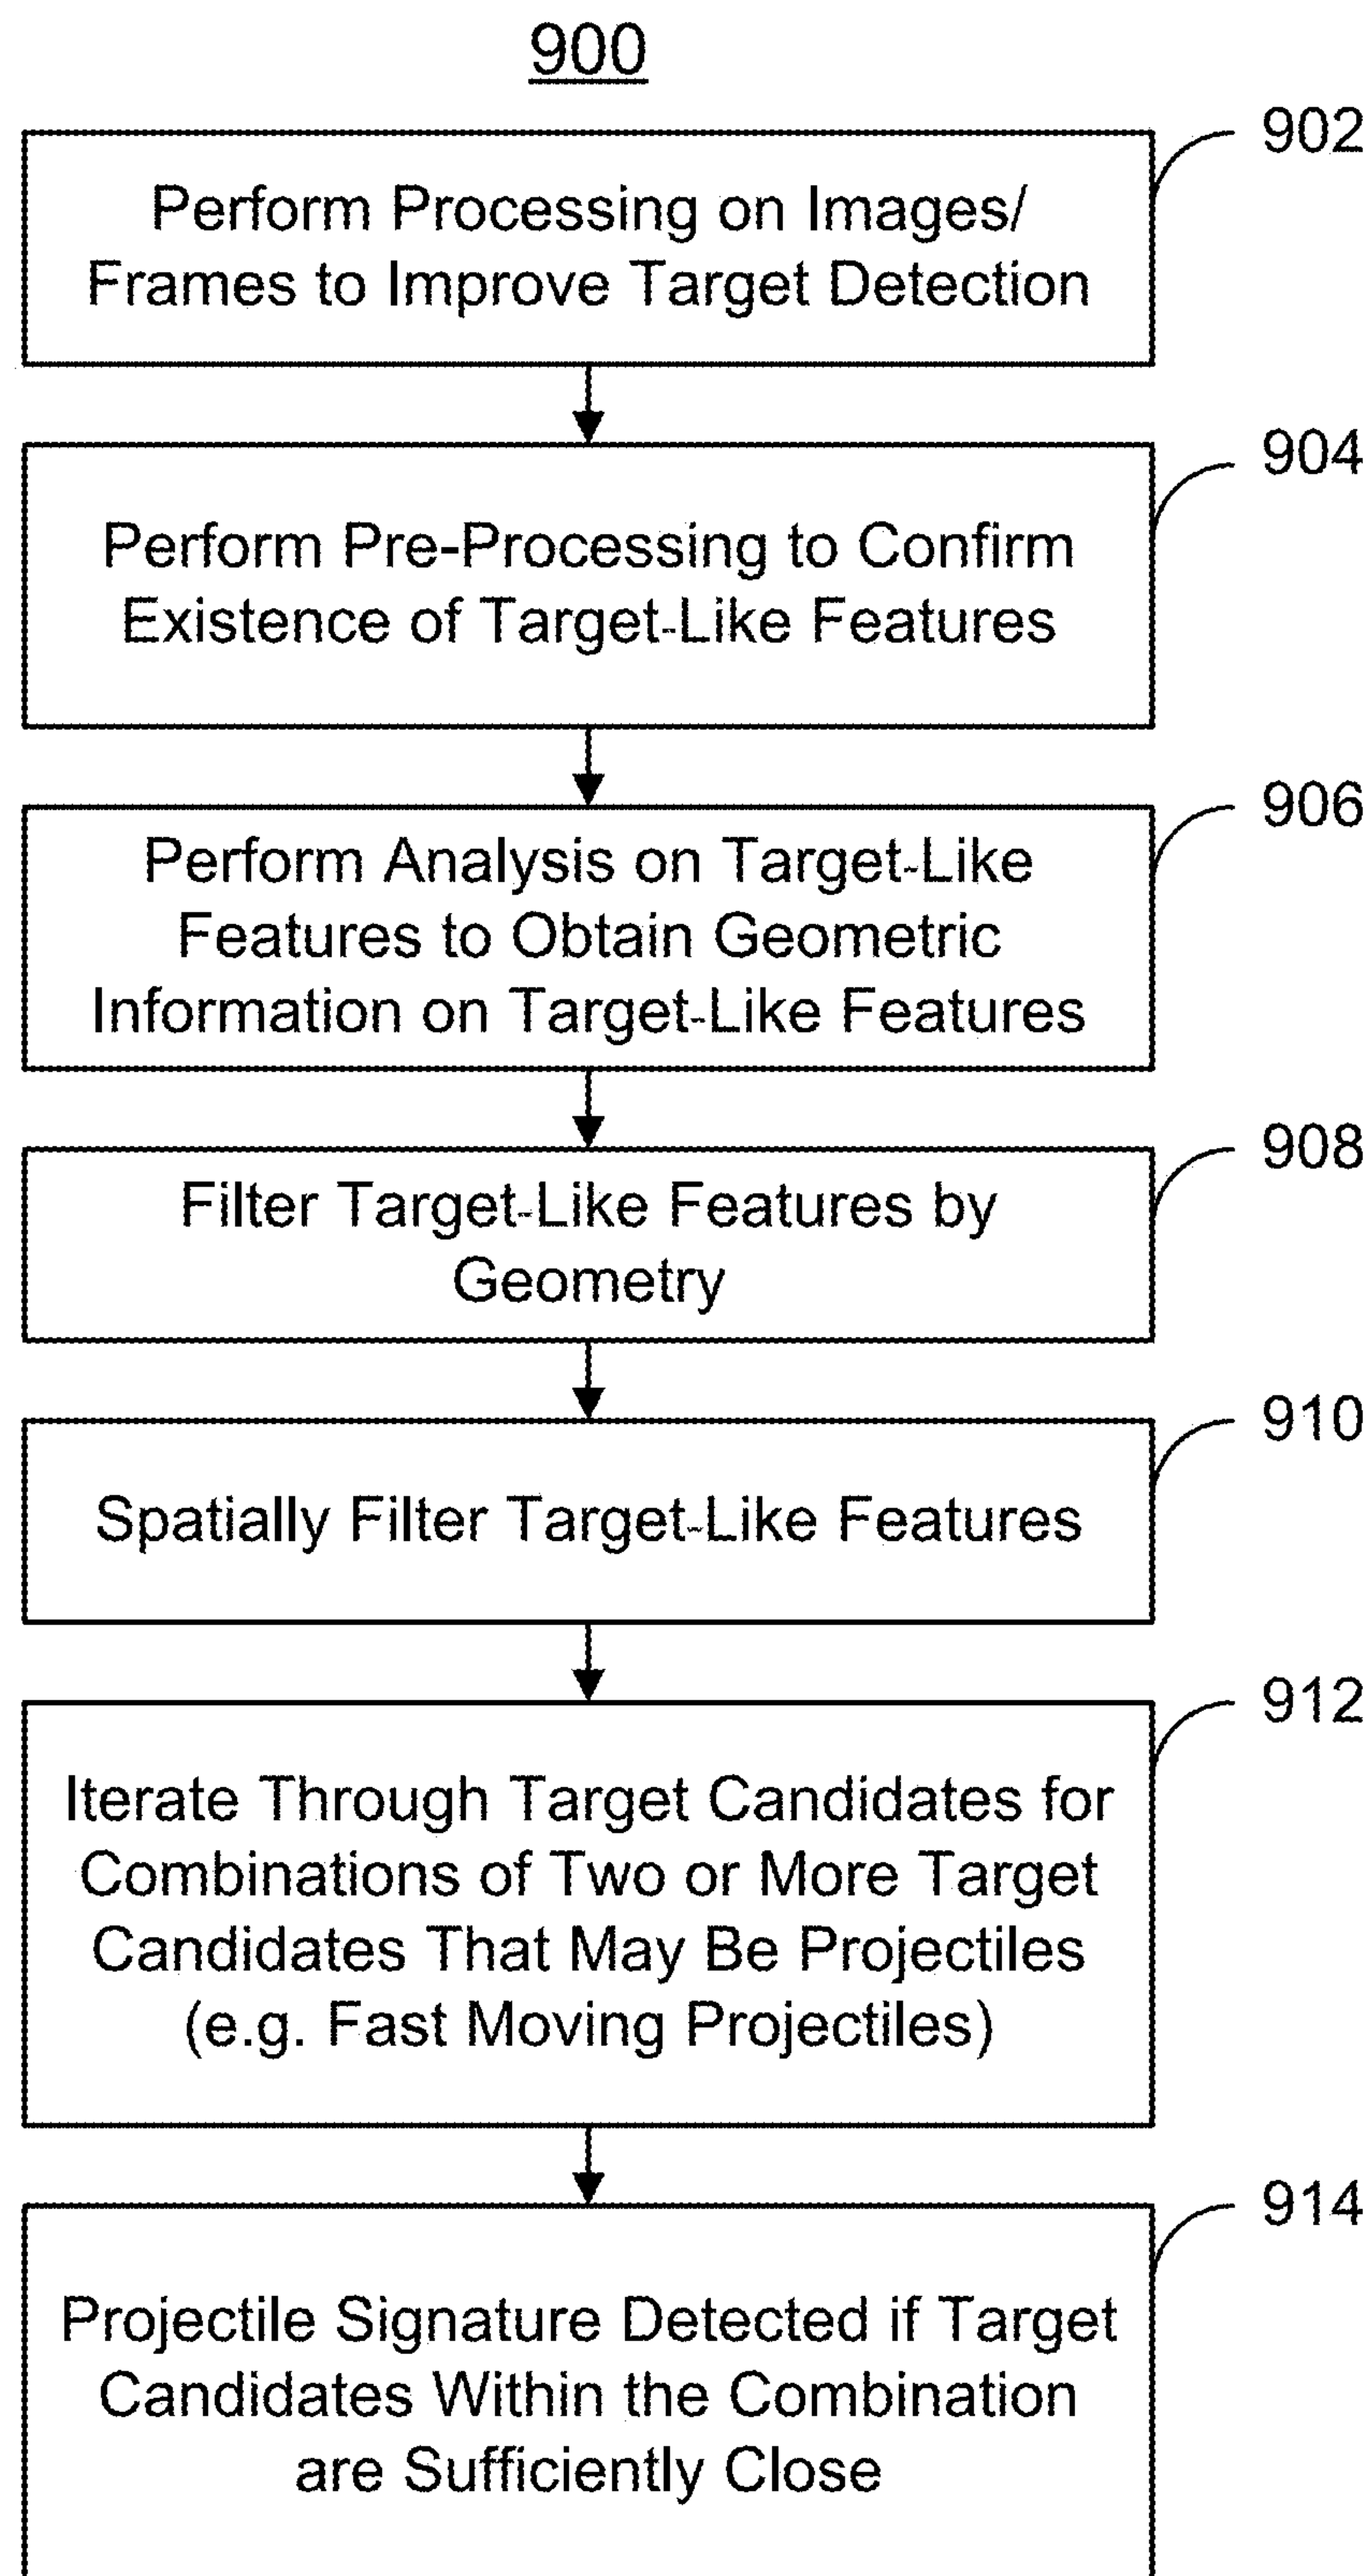 900
902
Perform Processing on Images/
Frames to Improve Target Detection
904
Perform Pre-Processing to Confirm
Existence of Target-Like Features
906
Perform Analysis on Target-Like
Features to Obtain Geometric
Information on Target-Like Features
908
Filter Target-Like Features by
Geometry
910
Spatially Filter Target-Like Features
912
Iterate Through Target Candidates for
Combinations of Two or More Target
Candidates That May Be Projectiles
(e.g. Fast Moving Projectiles)
914
Projectile Signature Detected if Target
Candidates Within the Combination
are Sufficiently Close